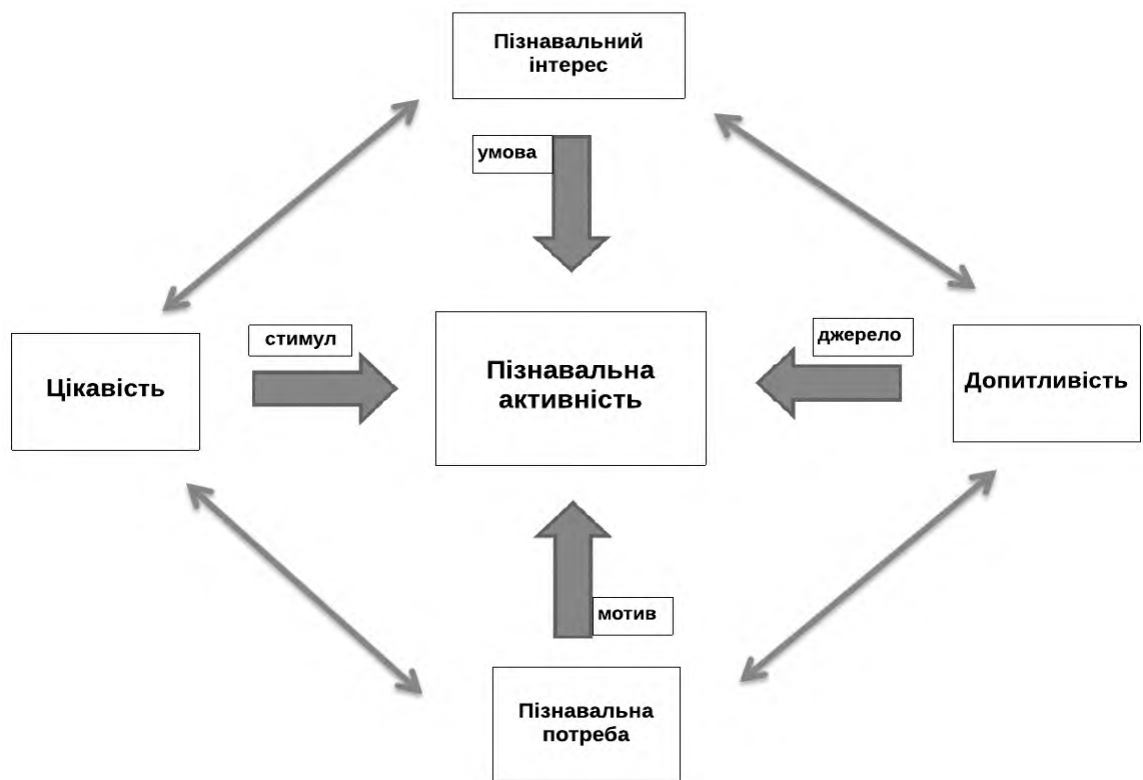 Пізнавальний
інтерес
умова
стимул
джерело
Цікавість
Пізнавальна
активність
Допитливість
мотив
Пізнавальна
потреба